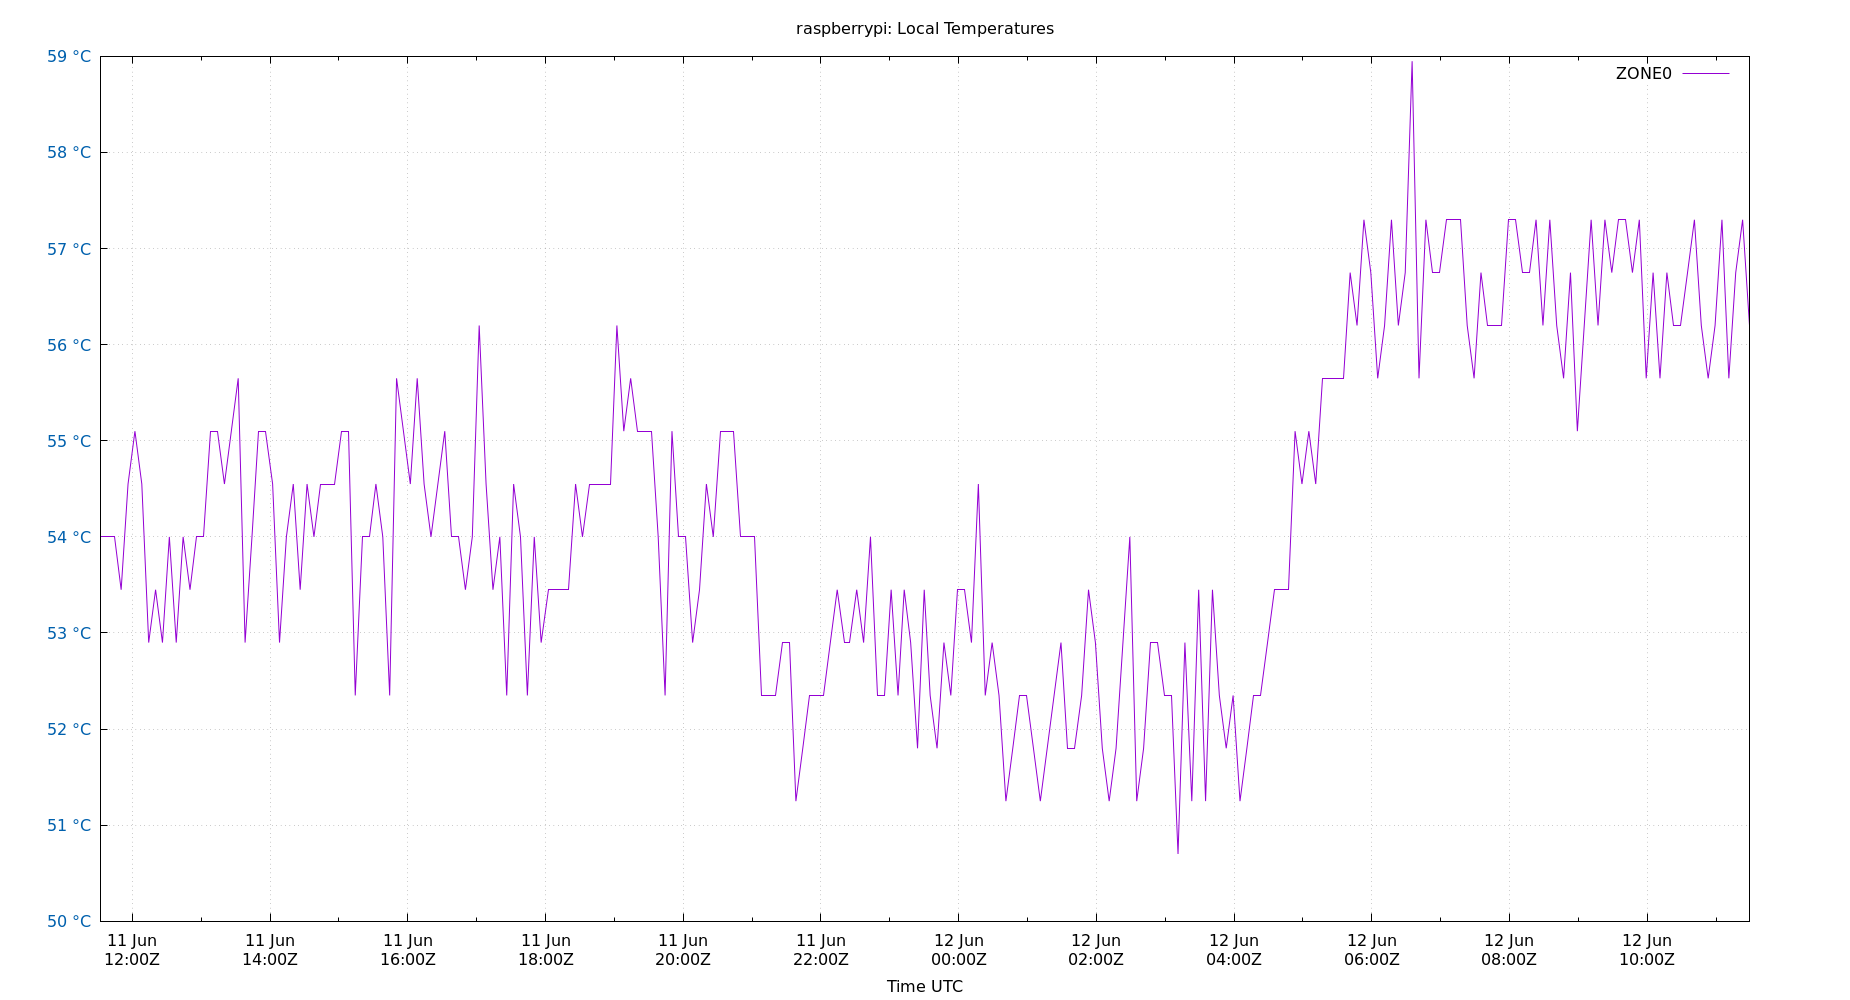 raspberrypi: Local Temperatures
59 °C
ZONE0
58 °C
57 °C
56 °C
55 °C
54 °C
53 °C
52 °C
51 °C
50 °C
11 Jun 11 Jun 11 Jun 11 Jun 11 Jun 11 Jun 12 Jun 12 Jun 12 Jun 12 Jun 12 Jun 12 Jun
12:00Z 14:00Z 16:00Z 18:00Z 20:00Z 22:00Z 00:00Z 02:00Z 04:00Z 06:00Z 08:00Z 10:00Z
Time UTC